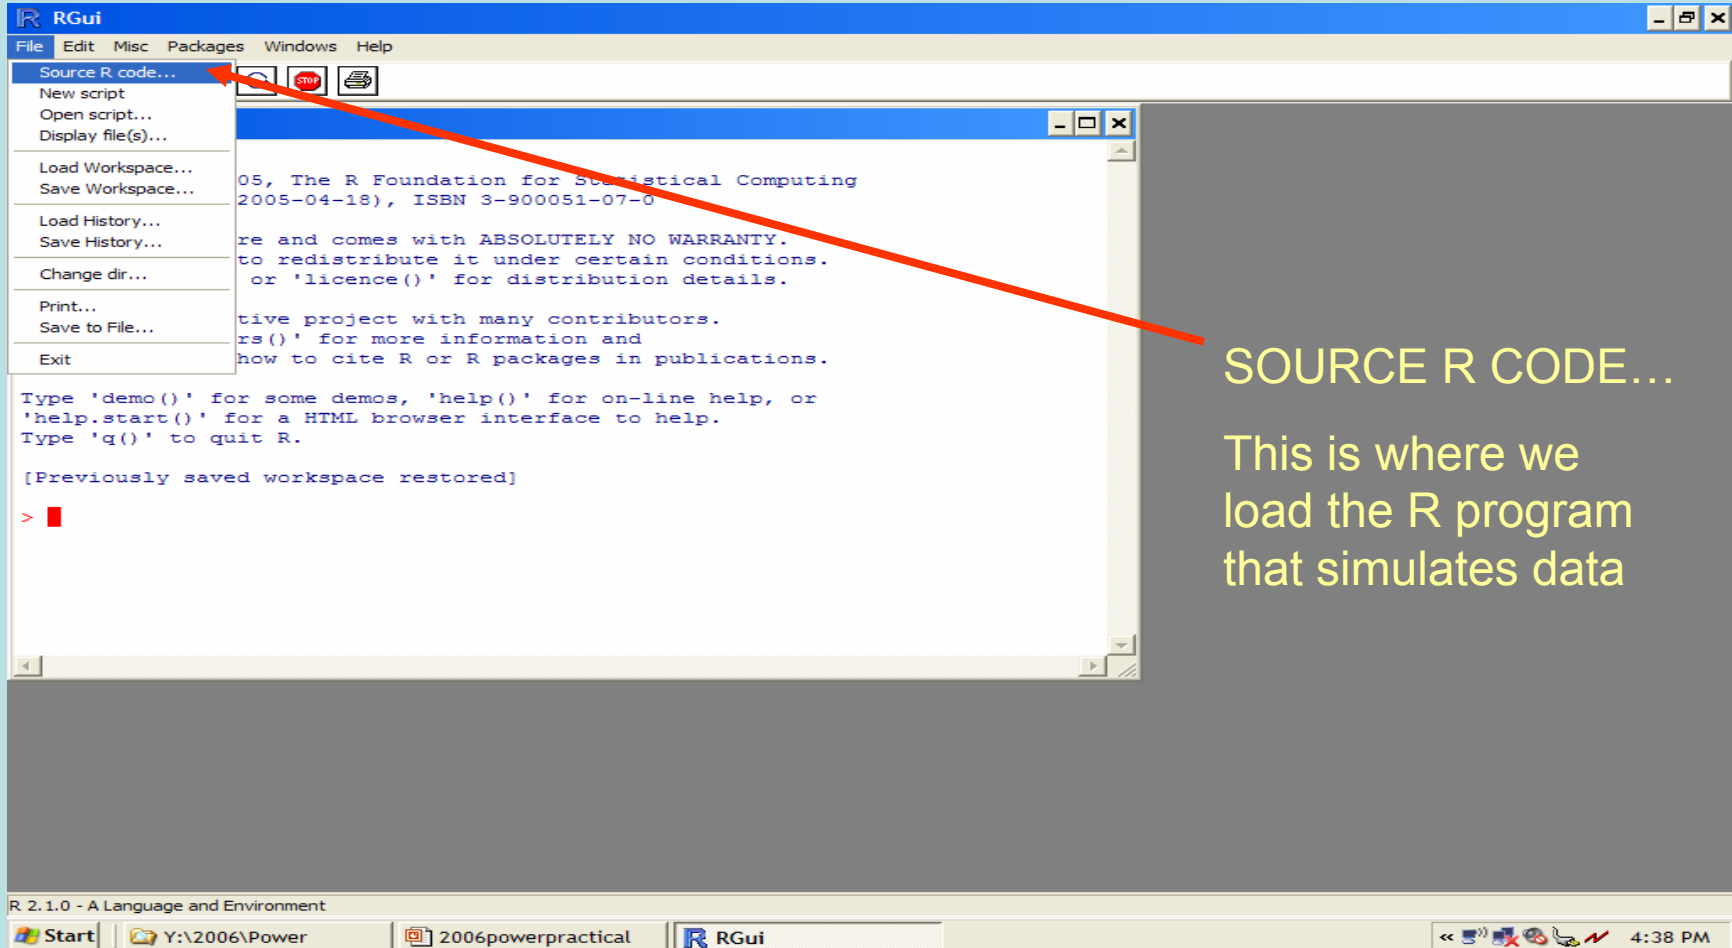 RGui
File Edit Misc Packages Windows Help
Source R code...
New script
Open script...
Display file(s)...
Load Workspace...
Save Workspace...
Load History...
Save History...
Change dir...
Print...
Save to File...
Exit
STOP
05, The R Foundation for Statistical Computing
2005-04-18), ISBN 3-900051-07-0
re and comes with ABSOLUTELY NO WARRANTY.
to redistribute it under certain conditions.
or 'licence()' for distribution details.
tive project with many contributors.
rs()' for more information and
how to cite R or R packages in publications.
Type 'demo()' for some demos, 'help()' for on-line help, or
'help.start()' for a HTML browser interface to help.
Type 'q()' to quit R.
[Previously saved workspace restored]
>
SOURCE R CODE…
This is where we
load the R program
that simulates data
R 2.1.0 - A Language and Environment
Start Y:\2006\Power 2006powerpractical RGui « 4:38 PM